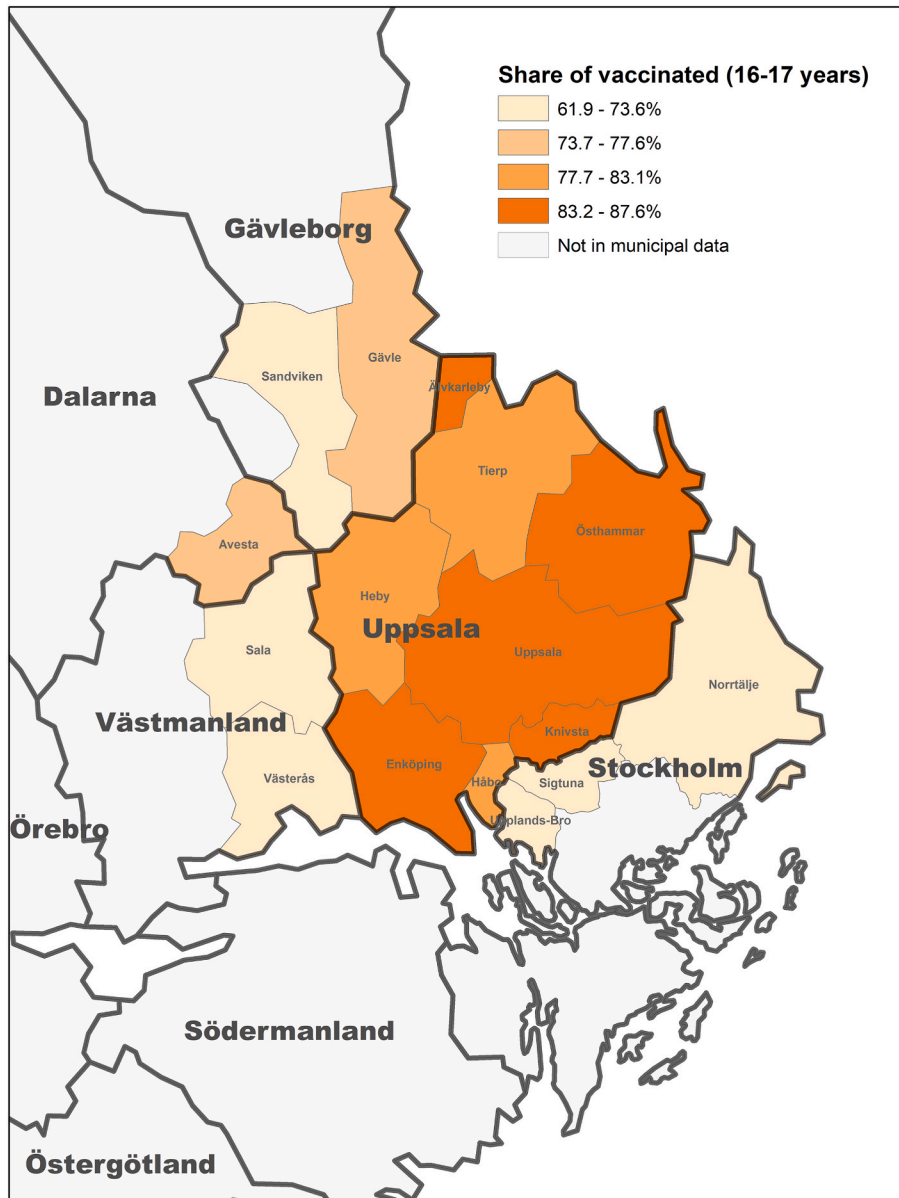 Share of vaccinated (16-17 years)
61.9 - 73.6%
73.7 - 77.6%
77.7 - 83.1%
83.2 - 87.6%
Not in municipal data
Gävleborg
Gävle
Sandviken
Älvkarleby
Dalarna
Tierp
Östhammar
Avesta
Heby
Uppsala
Sala
Uppsala
Norrtälje
Västmanland
Knivsta
Enköping
Västerås
Håbo
Sigtuna
Stockholm
Upplands-Bro
Örebro
Södermanland
Östergötland